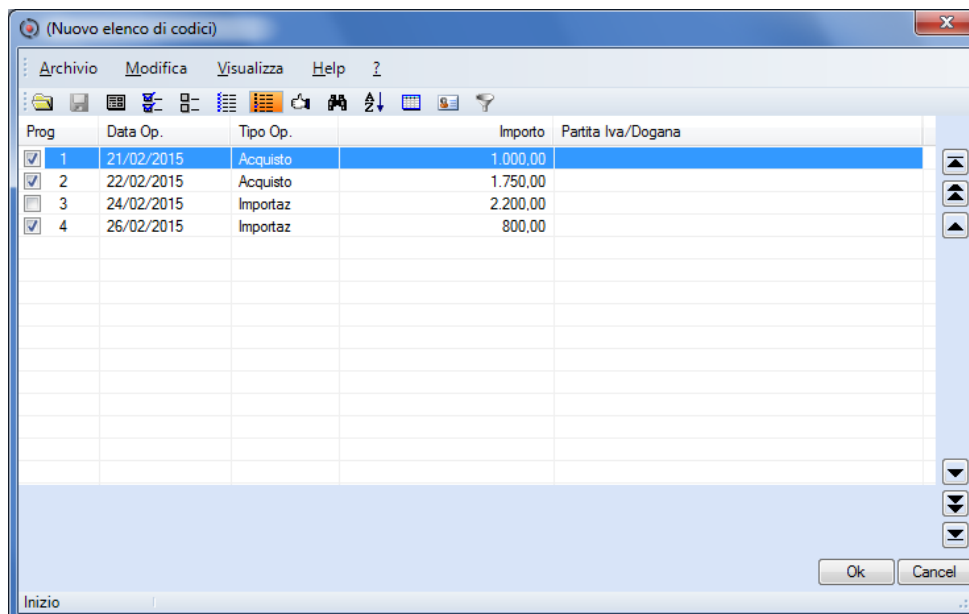 (Nuovo elenco di codici)
Archivio Modifica Visualizza Help ?
Prog Data Op. Tipo Op. Importo Partita Iva/Dogana
1 21/02/2015 Acquisto 1.000,00
2 22/02/2015 Acquisto 1.750,00
3 24/02/2015 Importaz 2.200,00
4 26/02/2015 Importaz 800,00
Ok Cancel
Inizio